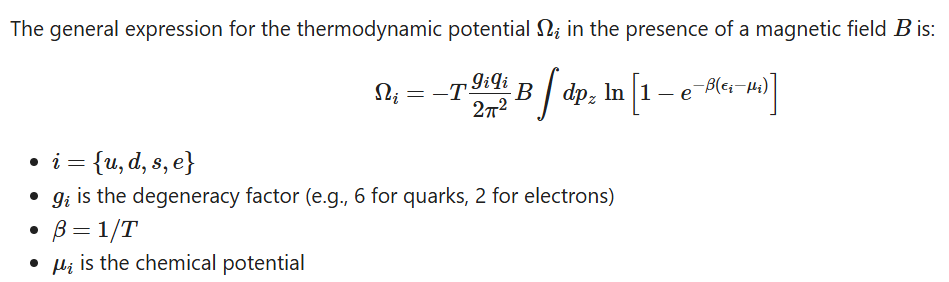 The general expression for the thermodynamic potential Ωᵢ in the presence of a magnetic field B is:
Ωᵢ = −T gᵢqᵢ/2π² B ∫ dp_z ln [1 − e^{−β(ϵᵢ−μᵢ)}]
• i = {u, d, s, e}
• gᵢ is the degeneracy factor (e.g., 6 for quarks, 2 for electrons)
• β = 1/T
• μᵢ is the chemical potential